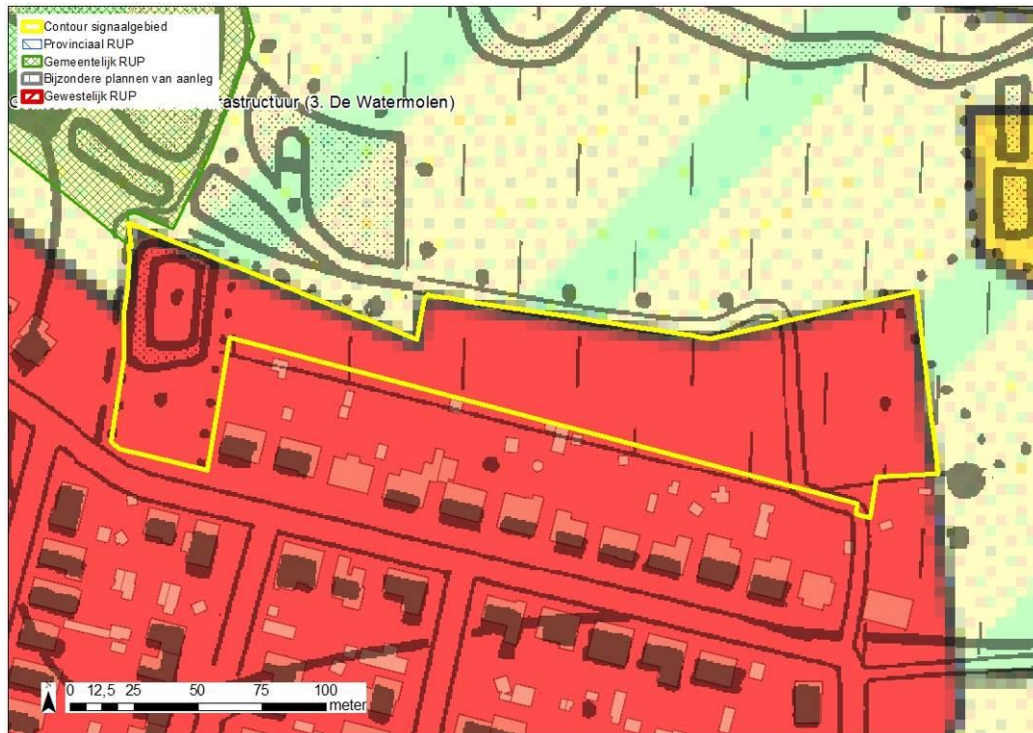 Contour signaalgebied
Provinciaal RUP
Gemeentelijk RUP
Bijzondere plannen van aanleg
Gewestelijk RUP
rastructuur (3. De Watermolen)
0 12,5 25 50 75 100
meter